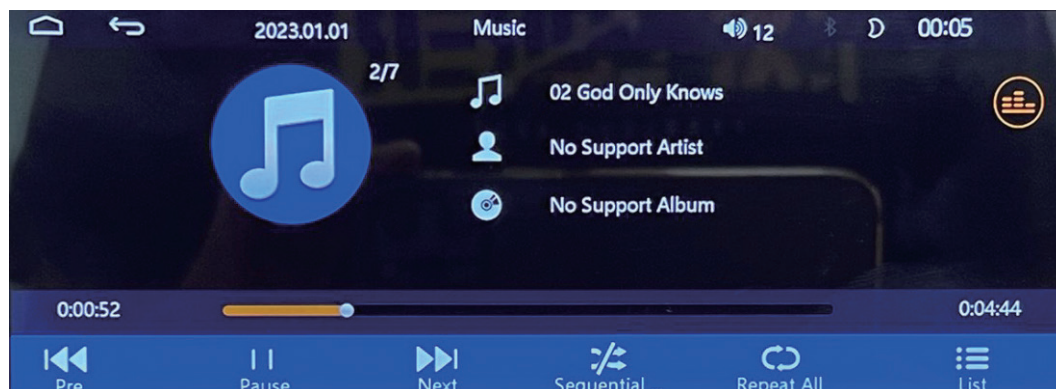 2023.01.01 Music 12 00:05
2/7
02 God Only Knows
No Support Artist
No Support Album
0:00:52 0:04:44
Pre Pause Next Sequential Repeat All List